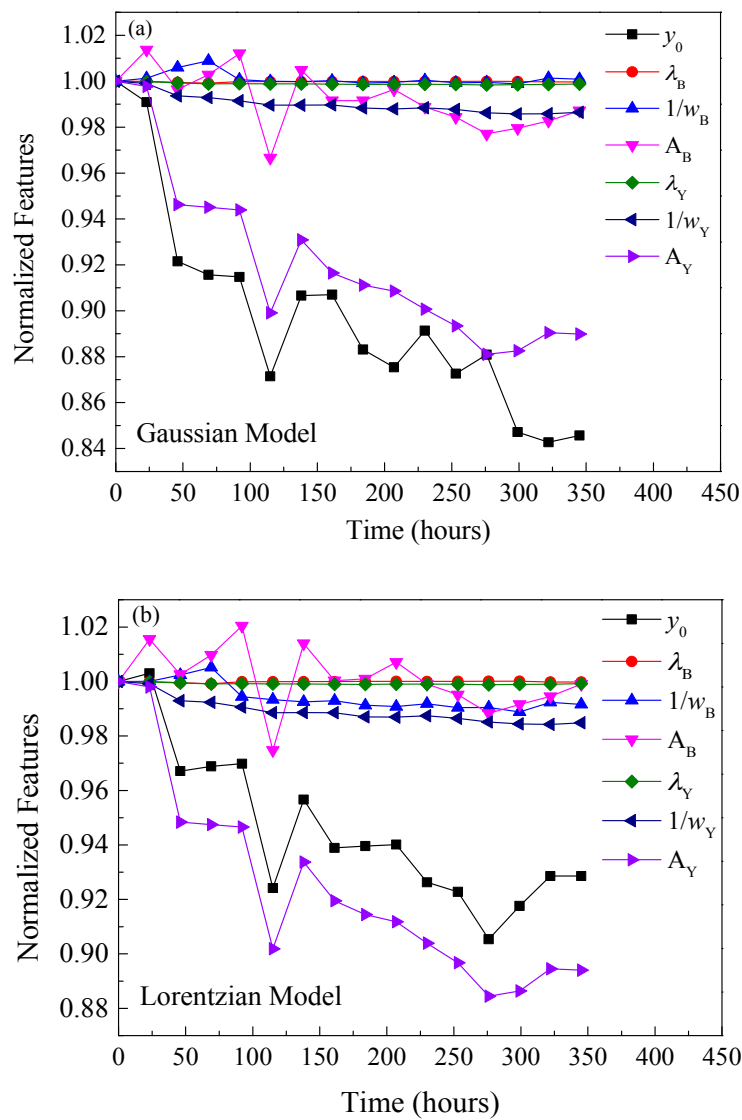 (a)
1.02
1.00
0.98
0.96
0.94
0.92
0.90
0.88
0.86
0.84
Normalized Features
y0
λB
1/wB
AB
λY
1/wY
AY
Gaussian Model
0 50 100 150 200 250 300 350 400 450
Time (hours)
(b)
1.02
1.00
0.98
0.96
0.94
0.92
0.90
0.88
Normalized Features
y0
λB
1/wB
AB
λY
1/wY
AY
Lorentzian Model
0 50 100 150 200 250 300 350 400 450
Time (hours)